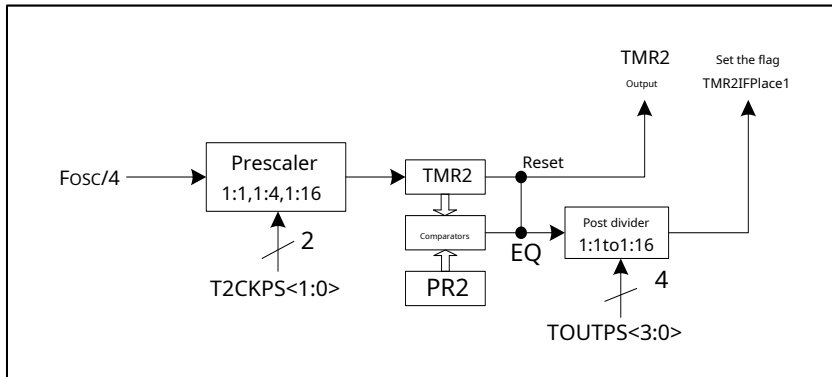 TMR2
Output
Set the flag
TMR2IFPlace1
Reset
Prescaler
1:1,1:4,1:16
FOSC/4
TMR2
Comparators
EQ
Post divider
1:1to1:16
2
PR2
4
T2CKPS<1:0>
TOUTPS<3:0>